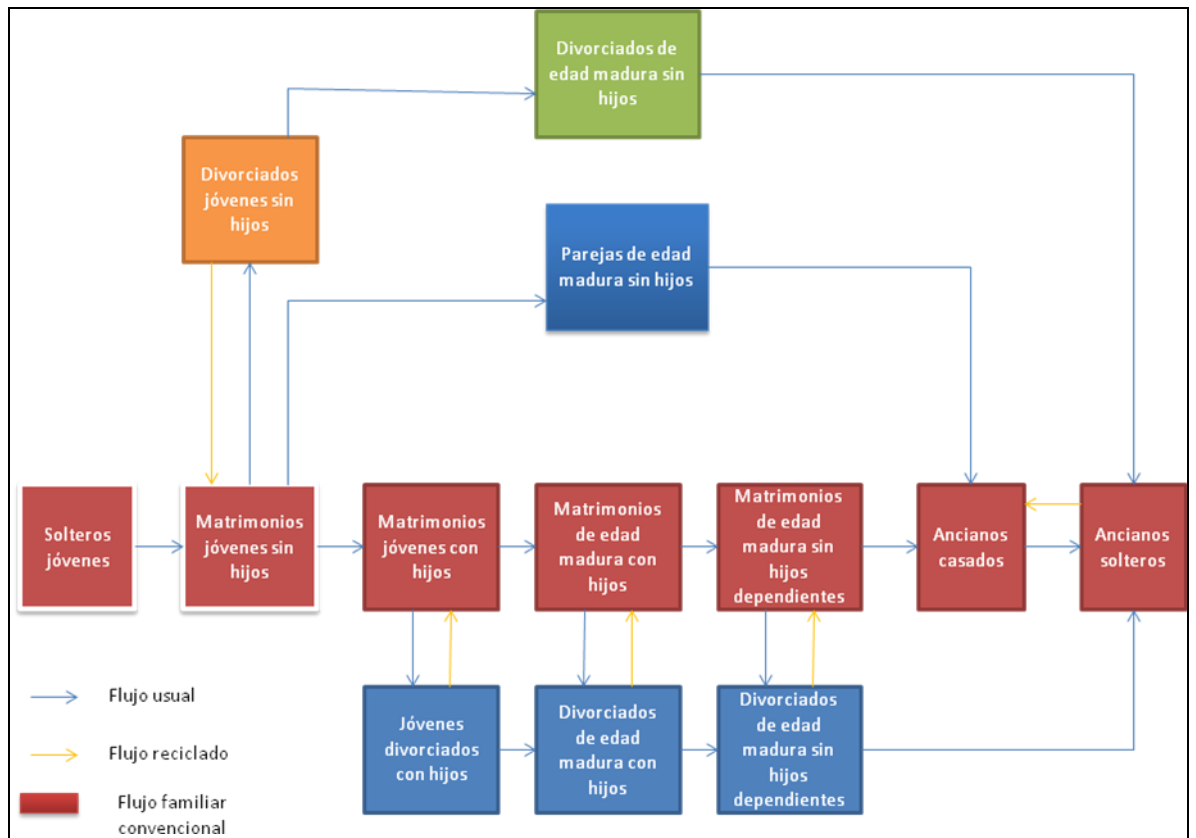 Divorciados de
edad madura sin
hijos
Divorciados
jóvenes sin
hijos
Parejas de edad
madura sin hijos
Solteros
jóvenes
Matrimonios
jóvenes sin
hijos
Matrimonios
jóvenes con
hijos
Matrimonios
de edad
madura con
hijos
Matrimonios
de edad
madura sin
hijos
dependientes
Ancianos
casados
Ancianos
solteros
Jóvenes
divorciados
con hijos
Divorciados
de edad
madura con
hijos
Divorciados
de edad
madura sin
hijos
dependientes
Flujo usual
Flujo reciclado
Flujo familiar
convencional